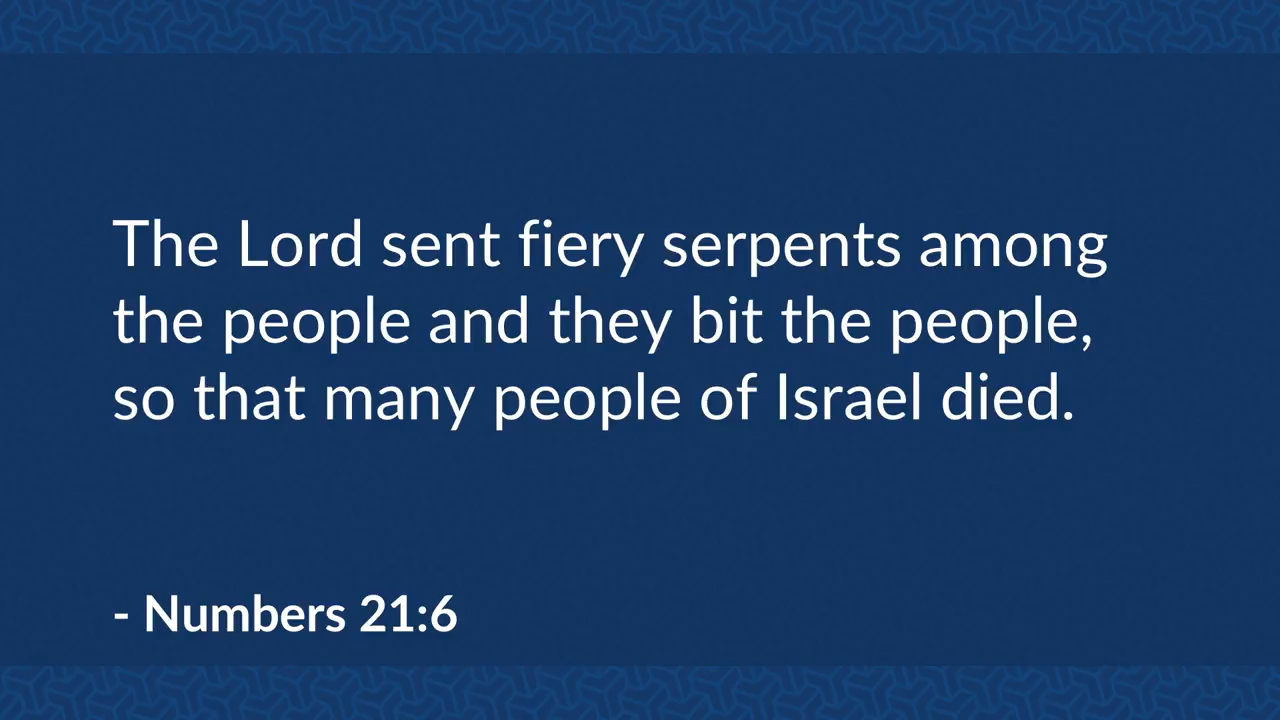 The Lord sent fiery serpents among
the people and they bit the people,
so that many people of Israel died.
- Numbers 21:6